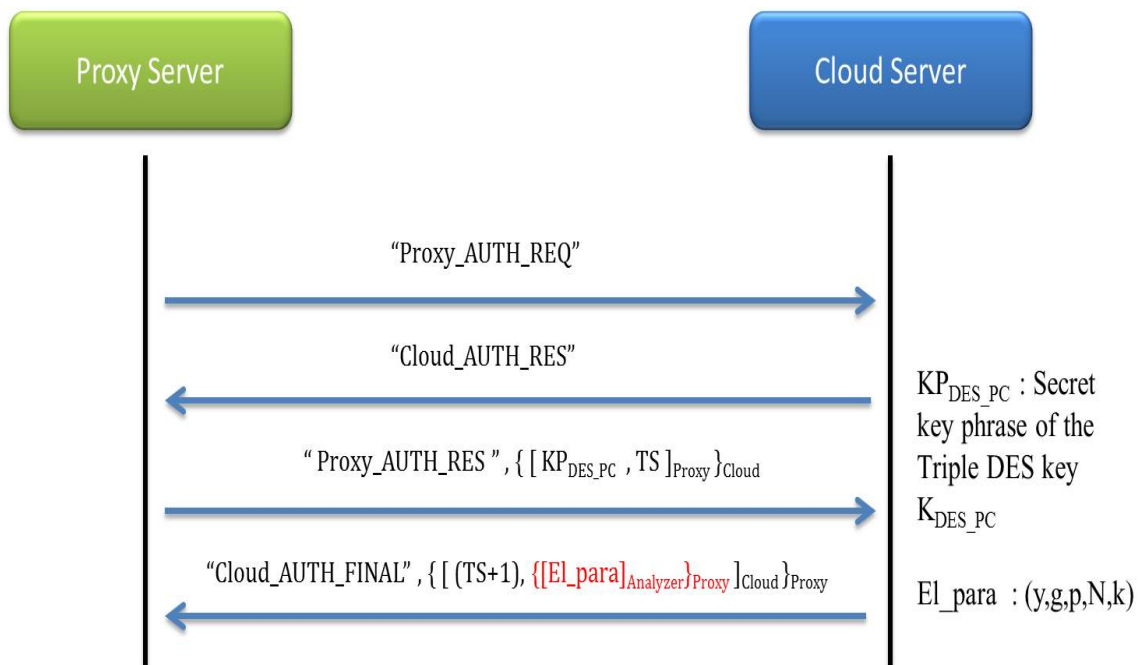 Proxy Server
Cloud Server
“Proxy_AUTH_REQ”
“Cloud_AUTH_RES”
“ Proxy_AUTH_RES ” , { [ KP_DES_PC , TS ]_Proxy }_Cloud
“Cloud_AUTH_FINAL” , { [ (TS+1), {[El_para]_Analyzer}_Proxy ]_Cloud }_Proxy
KP_DES_PC : Secret
key phrase of the
Triple DES key
K_DES_PC
El_para : (y,g,p,N,k)